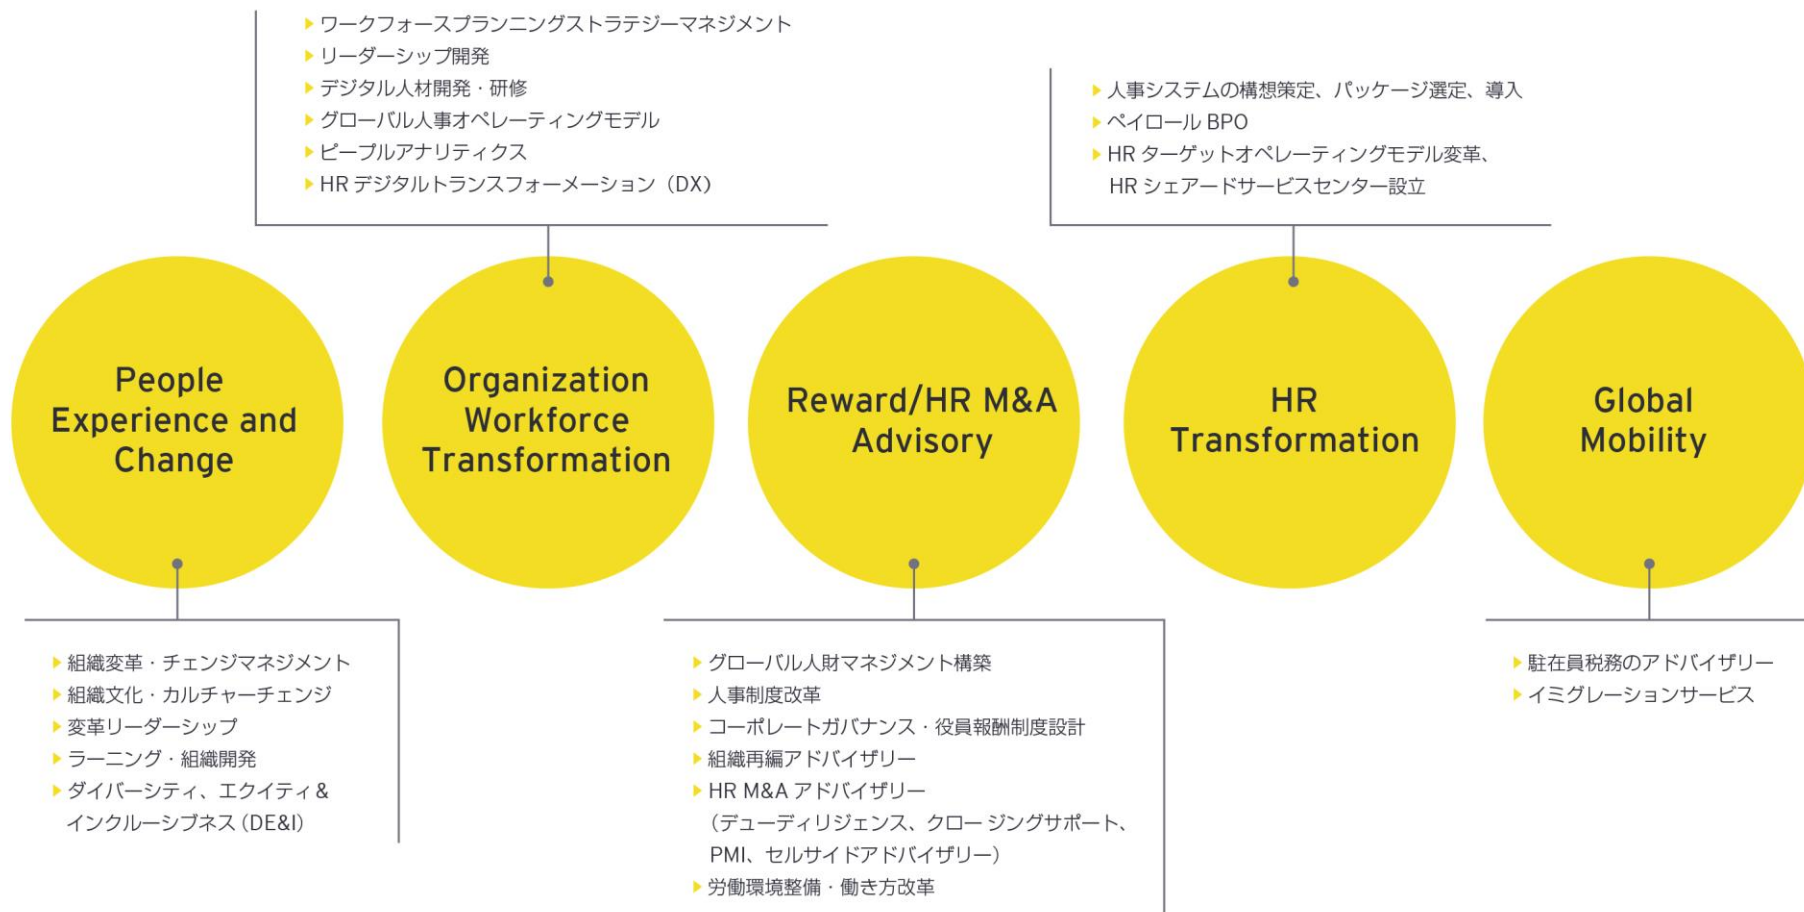 ワークフォースプランニングストラテジーマネジメント
リーダーシップ開発
デジタル人材開発・研修
グローバル人事オペレーティングモデル
ピープルアナリティクス
HR デジタルトランスフォーメーション（DX）
人事システムの構想策定、パッケージ選定、導入
ペイロール BPO
HR ターゲットオペレーティングモデル変革、
HR シェアードサービスセンター設立
People
Experience and
Change
Organization
Workforce
Transformation
Reward/HR M&A
Advisory
HR
Transformation
Global
Mobility
組織変革・チェンジマネジメント
組織文化・カルチャーチェンジ
変革リーダーシップ
ラーニング・組織開発
ダイバーシティ、エクイティ＆
インクルーシブネス (DE&I)
グローバル人財マネジメント構築
人事制度改革
コーポレートガバナンス・役員報酬制度設計
組織再編アドバイザリー
HR M&A アドバイザリー
（デューディリジェンス、クロージングサポート、
PMI、セルサイドアドバイザリー）
労働環境整備・働き方改革
駐在員税務のアドバイザリー
イミグレーションサービス